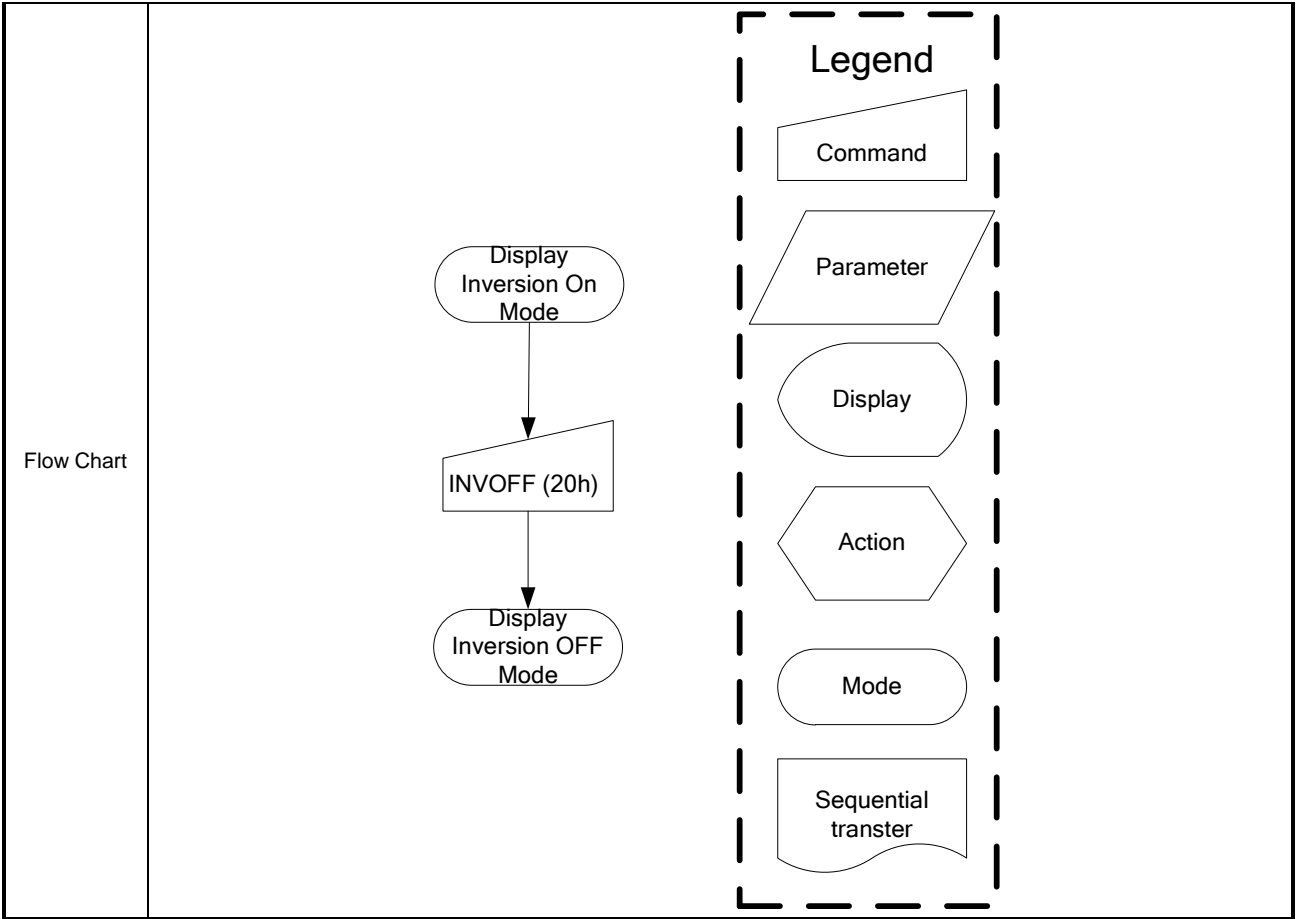 Flow Chart
Display
Inversion On
Mode
INVOFF (20h)
Display
Inversion OFF
Mode
Legend
Command
Parameter
Display
Action
Mode
Sequential
transter